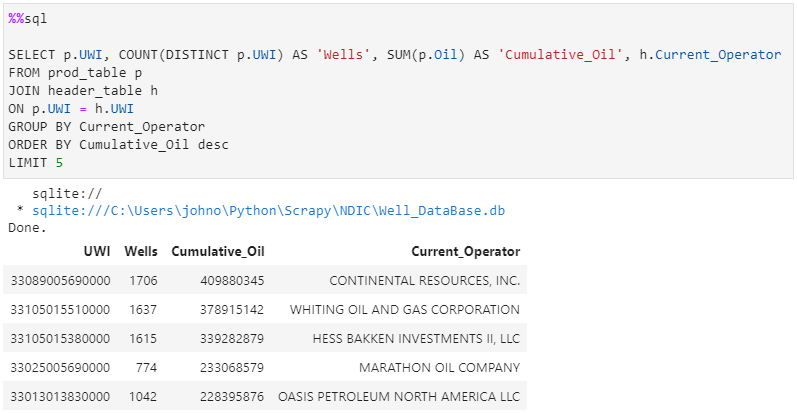 %%sql
SELECT p.UWI, COUNT(DISTINCT p.UWI) AS 'Wells', SUM(p.Oil) AS 'Cumulative_Oil', h.Current_Operator
FROM prod_table p
JOIN header_table h
ON p.UWI = h.UWI
GROUP BY Current_Operator
ORDER BY Cumulative_Oil desc
LIMIT 5
sqlite://
* sqlite:///C:\Users\johno\Python\Scrapy\NDIC\Well_DataBase.db
Done.
UWI Wells Cumulative_Oil Current_Operator
33089005690000 1706 409880345 CONTINENTAL RESOURCES, INC.
33105015510000 1637 378915142 WHITING OIL AND GAS CORPORATION
33105015380000 1615 339282879 HESS BAKKEN INVESTMENTS II, LLC
33025005690000 774 233068579 MARATHON OIL COMPANY
33013013830000 1042 228395876 OASIS PETROLEUM NORTH AMERICA LLC